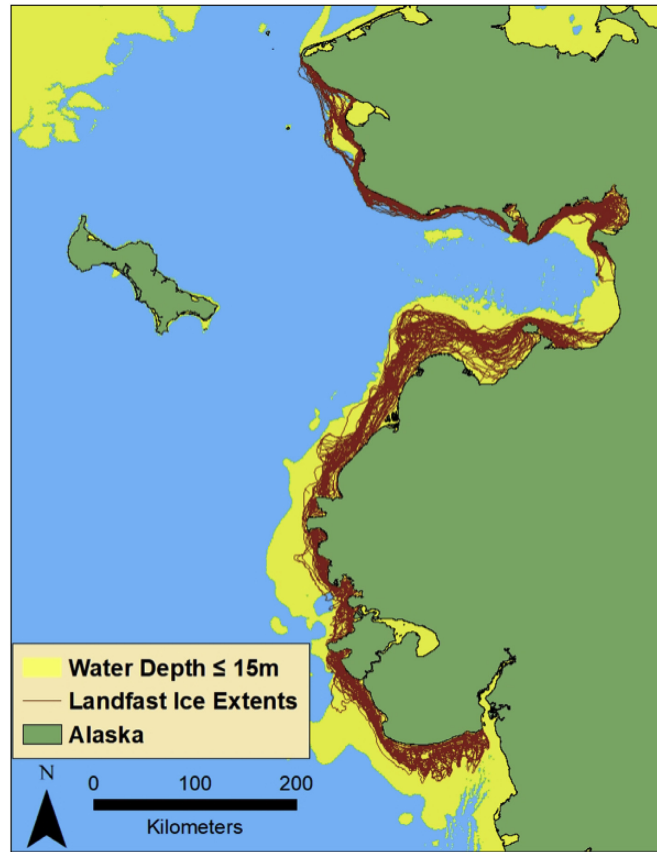 Water Depth ≤ 15m
Landfast Ice Extents
Alaska
N
0 100 200
Kilometers